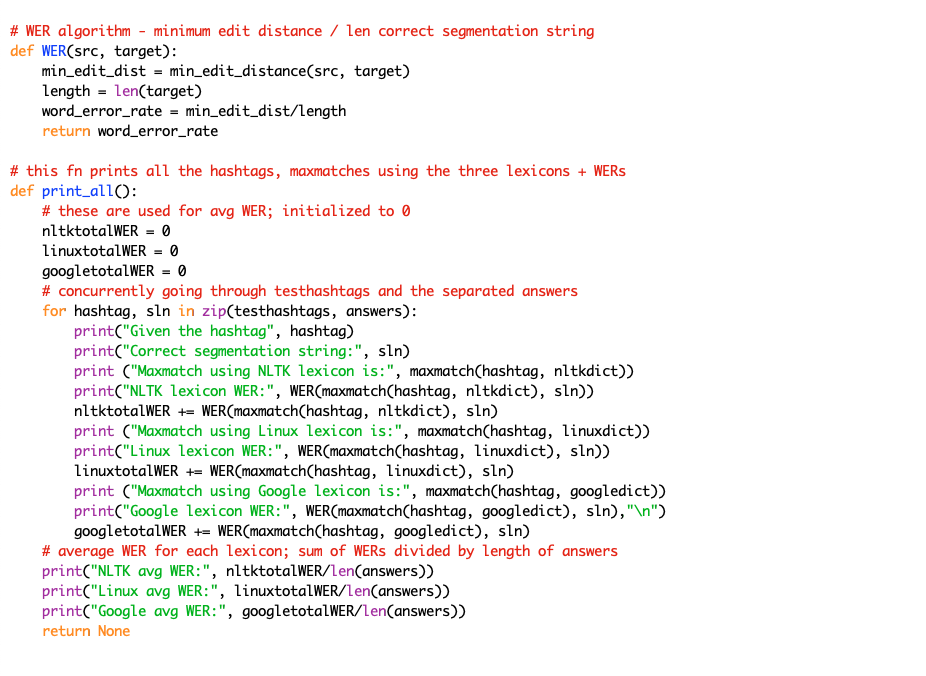 # WER algorithm - minimum edit distance / len correct segmentation string
def WER(src, target):
    min_edit_dist = min_edit_distance(src, target)
    length = len(target)
    word_error_rate = min_edit_dist/length
    return word_error_rate

# this fn prints all the hashtags, maxmatches using the three lexicons + WERs
def print_all():
    # these are used for avg WER; initialized to 0
    nltktotalWER = 0
    linuxtotalWER = 0
    googletotalWER = 0
    # concurrently going through testhashtags and the separated answers
    for hashtag, sln in zip(testhashtags, answers):
        print("Given the hashtag", hashtag)
        print("Correct segmentation string:", sln)
        print ("Maxmatch using NLTK lexicon is:", maxmatch(hashtag, nltkdict))
        print("NLTK lexicon WER:", WER(maxmatch(hashtag, nltkdict), sln))
        nltktotalWER += WER(maxmatch(hashtag, nltkdict), sln)
        print ("Maxmatch using Linux lexicon is:", maxmatch(hashtag, linuxdict))
        print("Linux lexicon WER:", WER(maxmatch(hashtag, linuxdict), sln))
        linuxtotalWER += WER(maxmatch(hashtag, linuxdict), sln)
        print ("Maxmatch using Google lexicon is:", maxmatch(hashtag, googledict))
        print("Google lexicon WER:", WER(maxmatch(hashtag, googledict), sln),"\n")
        googletotalWER += WER(maxmatch(hashtag, googledict), sln)
    # average WER for each lexicon; sum of WERs divided by length of answers
    print("NLTK avg WER:", nltktotalWER/len(answers))
    print("Linux avg WER:", linuxtotalWER/len(answers))
    print("Google avg WER:", googletotalWER/len(answers))
    return None